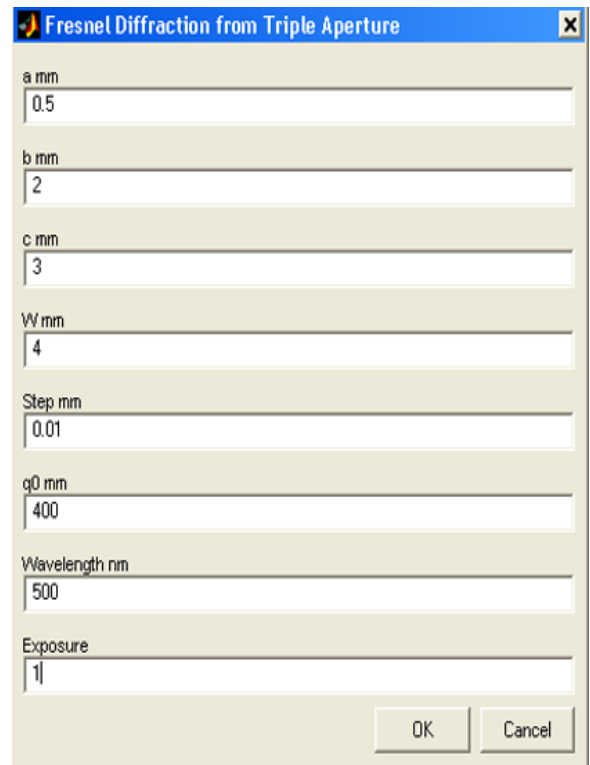 Fresnel Diffraction from Triple Aperture
a mm
0.5
b mm
2
c mm
3
W mm
4
Step mm
0.01
q0 mm
400
Wavelength nm
500
Exposure
1
OK Cancel